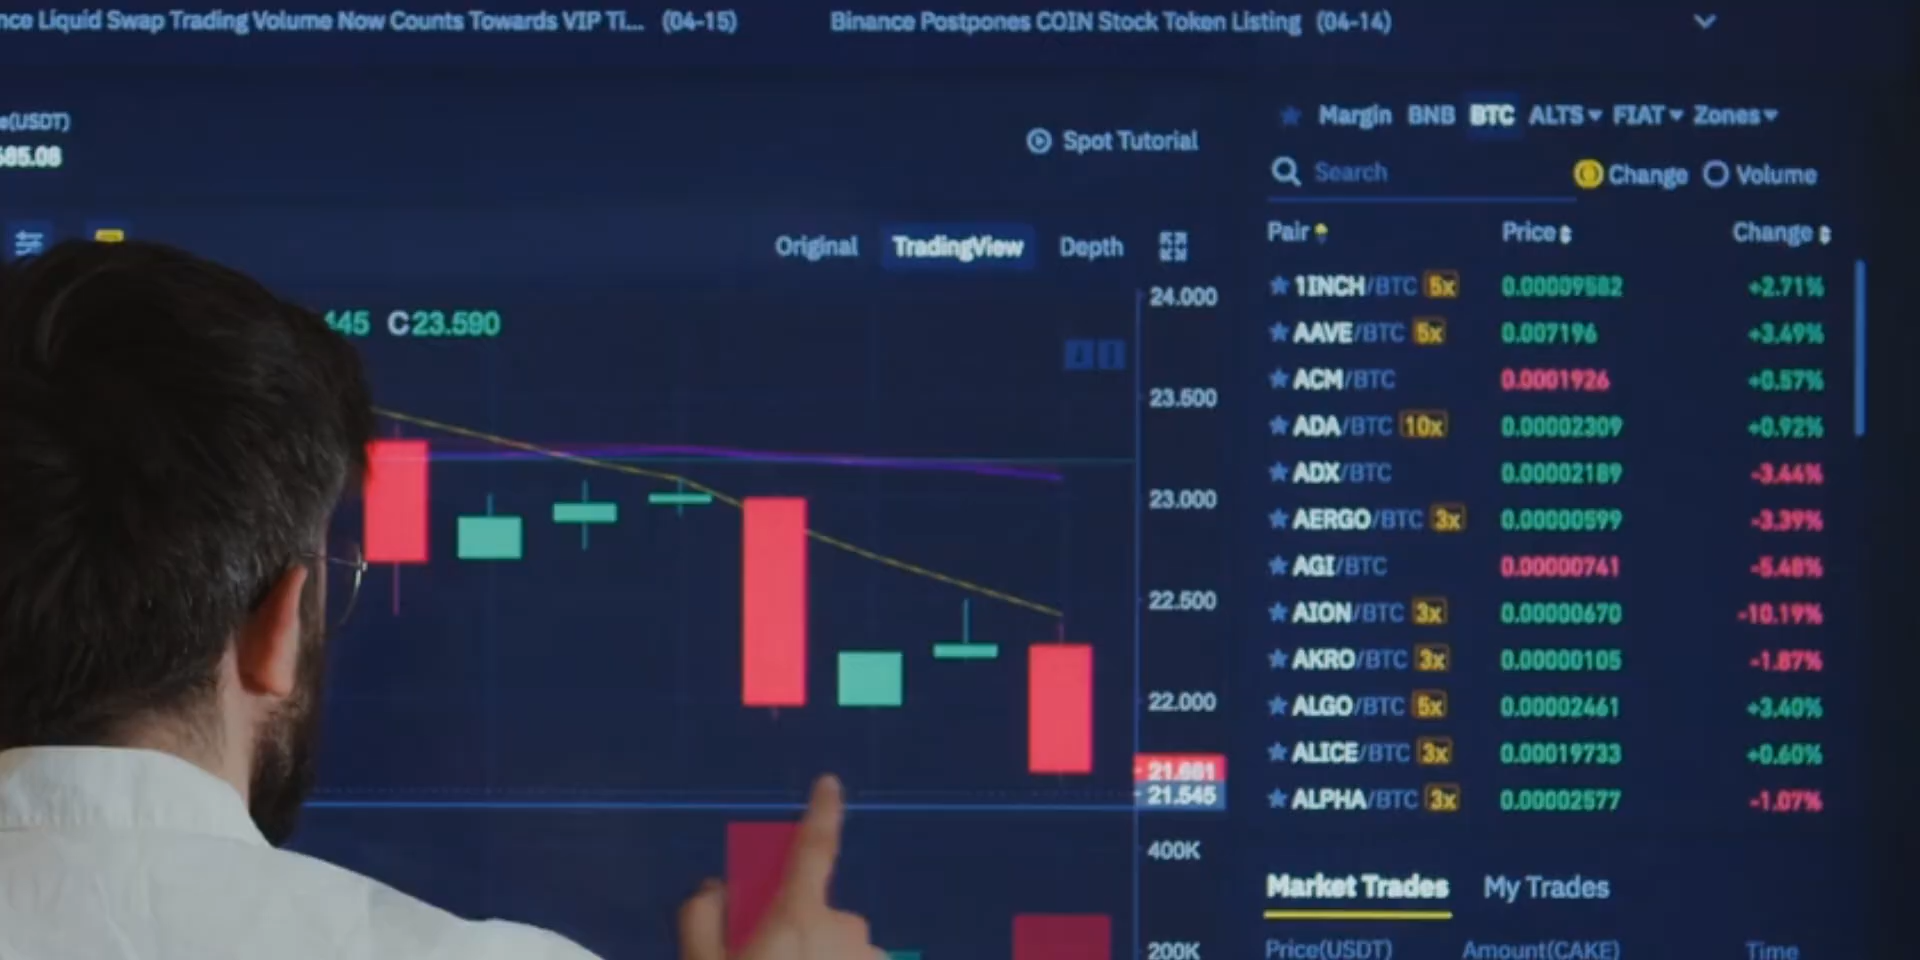 nce Liquid Swap Trading Volume Now Counts Towards VIP Ti... (04-15) Binance Postpones COIN Stock Token Listing (04-14)
e(USDT)
585.08
Spot Tutorial
Margin BNB BTC ALTS FIAT Zones
Search Change Volume
Original TradingView Depth
Pair Price Change
445 C23.590
24.000
23.500
23.000
22.500
22.000
21.545
400K
200K
1INCH/BTC 5x 0.00009582 +2.71%
AAVE/BTC 5x 0.007196 +3.49%
ACM/BTC 0.0001926 +0.57%
ADA/BTC 10x 0.00002309 +0.92%
ADX/BTC 0.00002189 -3.44%
AERGO/BTC 3x 0.00000599 -3.39%
AGI/BTC 0.00000741 -5.48%
AION/BTC 3x 0.00000670 -10.19%
AKRO/BTC 3x 0.00000105 -1.87%
ALGO/BTC 5x 0.00002461 +3.40%
ALICE/BTC 3x 0.00019733 +0.60%
ALPHA/BTC 3x 0.00002577 -1.07%
Market Trades My Trades
Price(USDT) Amount(CAKE) Time